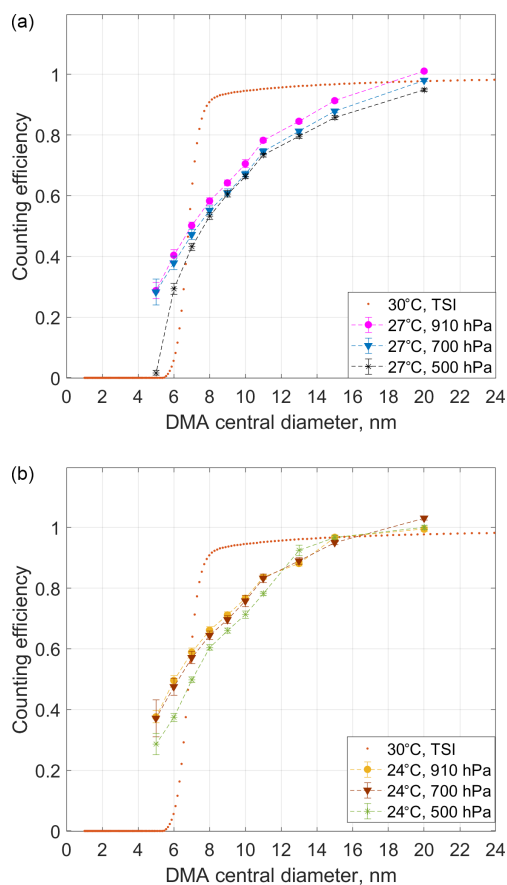 (a)
1
0.8
0.6
0.4
0.2
0
Counting efficiency
30°C, TSI
27°C, 910 hPa
27°C, 700 hPa
27°C, 500 hPa
0 2 4 6 8 10 12 14 16 18 20 22 24
DMA central diameter, nm
(b)
1
0.8
0.6
0.4
0.2
0
Counting efficiency
30°C, TSI
24°C, 910 hPa
24°C, 700 hPa
24°C, 500 hPa
0 2 4 6 8 10 12 14 16 18 20 22 24
DMA central diameter, nm